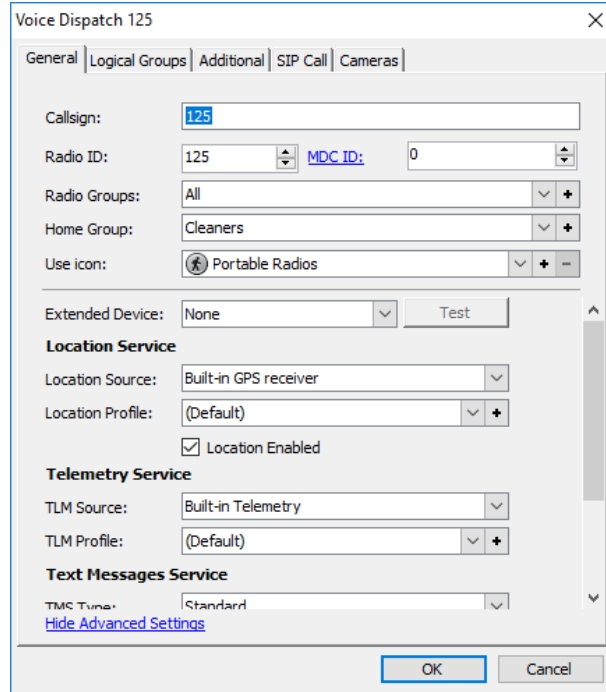 Voice Dispatch 125
General Logical Groups Additional SIP Call Cameras
Callsign: 125
Radio ID: 125 MDC ID: 0
Radio Groups: All
Home Group: Cleaners
Use icon: Portable Radios
Extended Device: None Test
Location Service
Location Source: Built-in GPS receiver
Location Profile: (Default)
Location Enabled
Telemetry Service
TLM Source: Built-in Telemetry
TLM Profile: (Default)
Text Messages Service
TMS Type: Standard
Hide Advanced Settings
OK Cancel